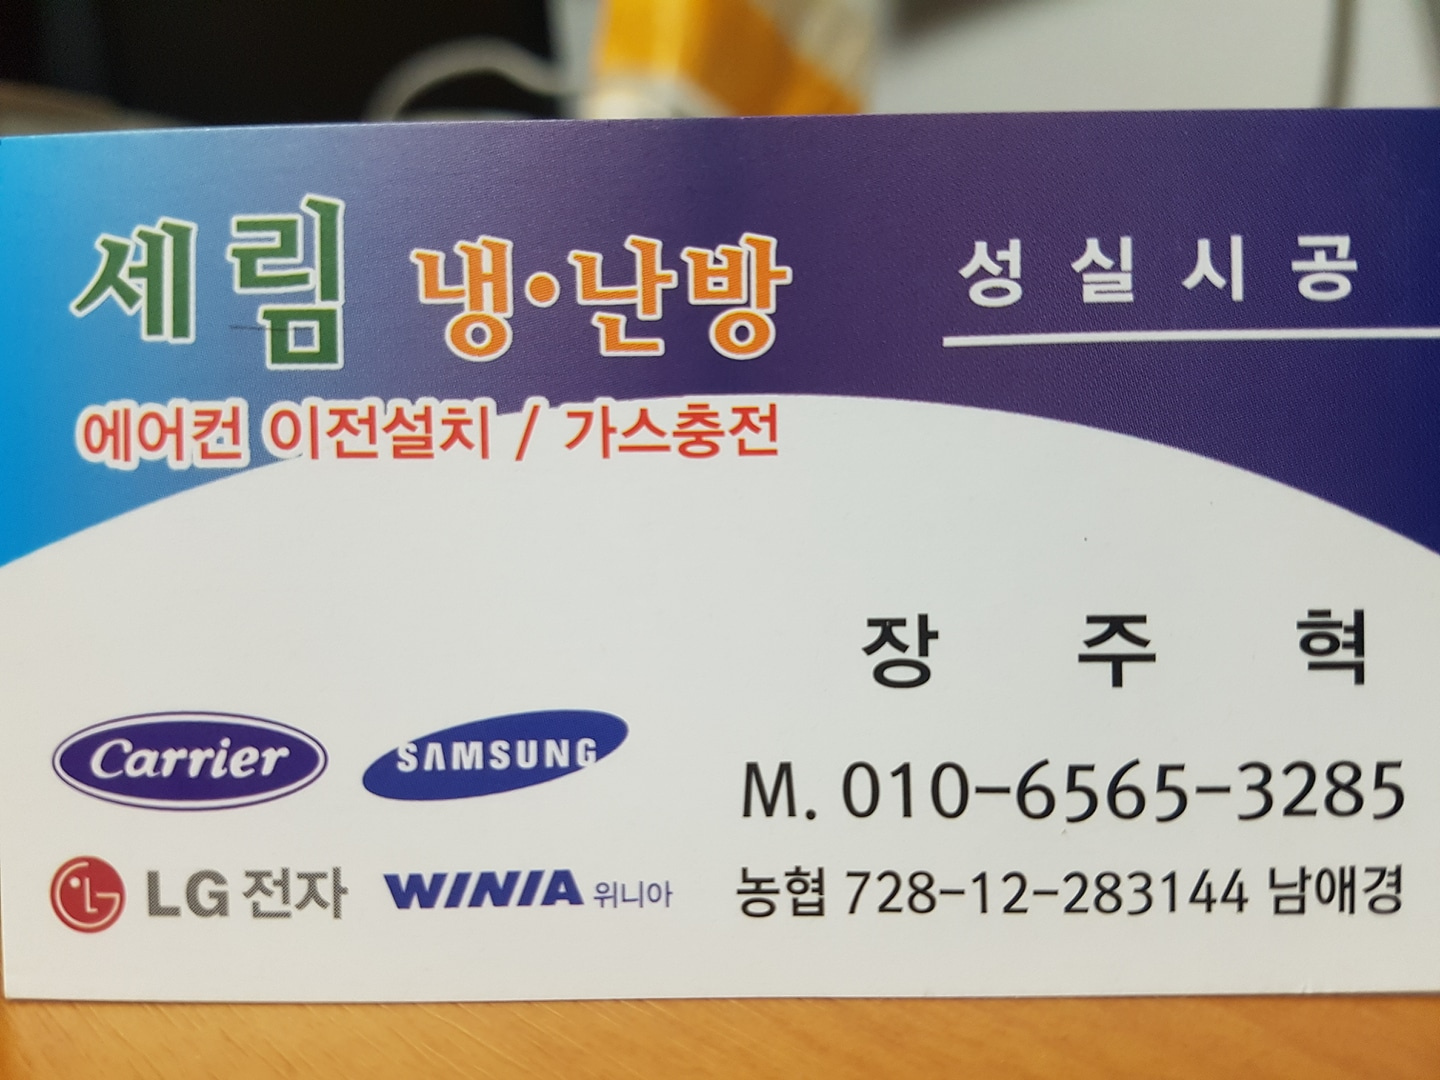 세림 냉·난방
성실시공
에어컨 이전설치 / 가스충전
장주혁
Carrier SAMSUNG
M. 010-6565-3285
LG 전자 WINIA 위니아
농협 728-12-283144 남애경